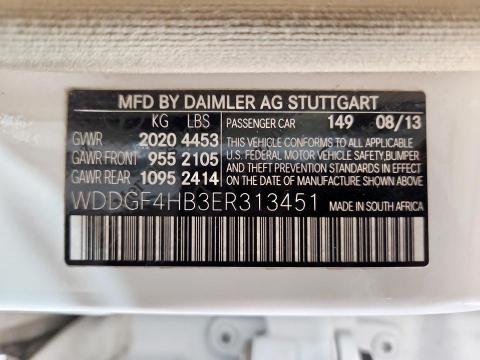 MFD BY DAIMLER AG STUTTGART
KG LBS PASSENGER CAR 149 08/13
GVWR 2020 4453 THIS VEHICLE CONFORMS TO ALL APPLICABLE
GAWR FRONT 955 2105 U.S. FEDERAL MOTOR VEHICLE SAFETY, BUMPER
GAWR REAR 1095 2414 AND THEFT PREVENTION STANDARDS IN EFFECT
ON THE DATE OF MANUFACTURE SHOWN ABOVE.
WDDGF4HB3ER313451 MADE IN SOUTH AFRICA